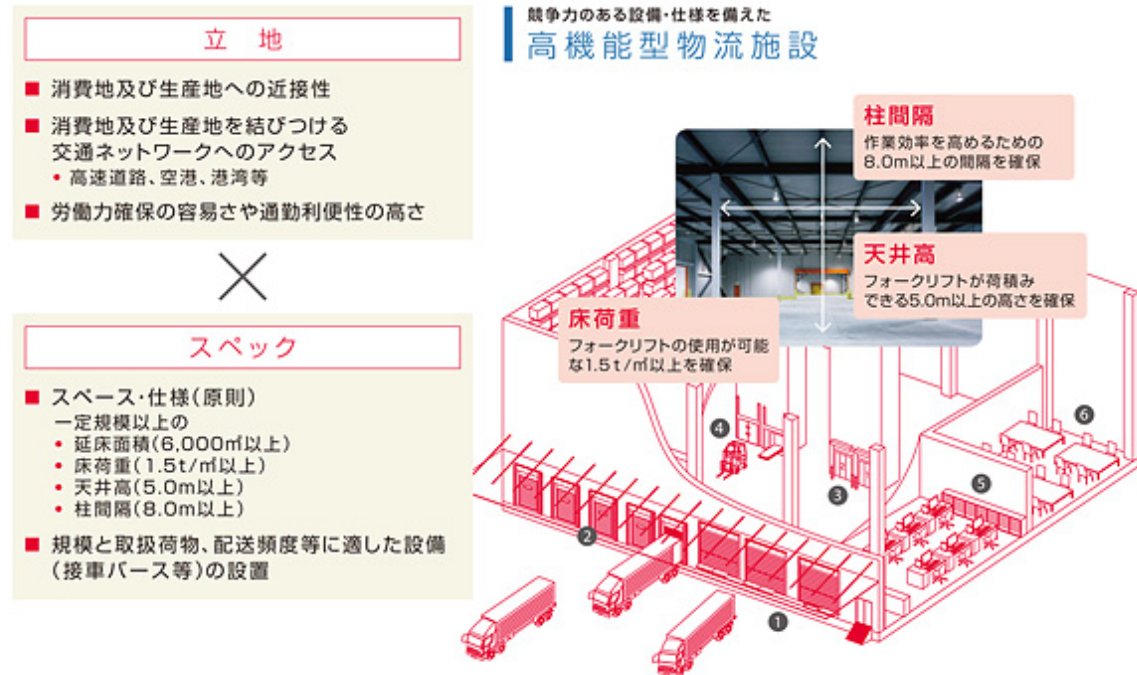 立地
■ 消費地及び生産地への近接性
■ 消費地及び生産地を結びつける
交通ネットワークへのアクセス
• 高速道路、空港、港湾等
■ 労働力確保の容易さや通勤利便性の高さ
×
スペック
■ スペース・仕様(原則)
一定規模以上の
• 延床面積(6,000㎡以上)
• 床荷重(1.5t/㎡以上)
• 天井高(5.0m以上)
• 柱間隔(8.0m以上)
■ 規模と取扱荷物、配送頻度等に適した設備
(接車バース等)の設置
競争力のある設備・仕様を備えた
高機能型物流施設
柱間隔
作業効率を高めるための
8.0m以上の間隔を確保
天井高
フォークリフトが荷積み
できる5.0m以上の高さを確保
床荷重
フォークリフトの使用が可能
な1.5t/㎡以上を確保
❹
❻
❸
❺
❷
❶